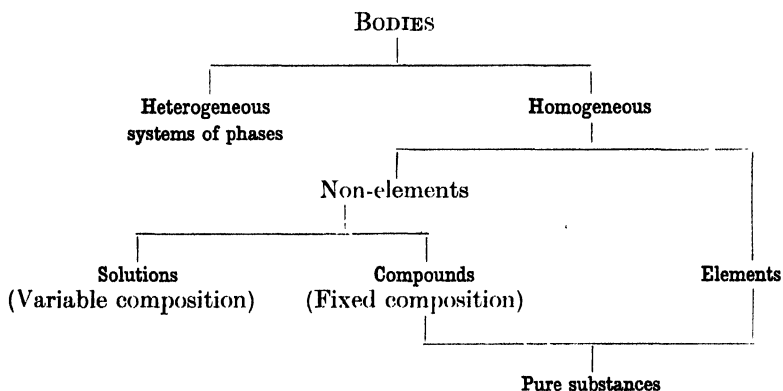 BODIES
Heterogeneous
systems of phases
Homogeneous
Non-elements
Solutions
(Variable composition)
Compounds
(Fixed composition)
Elements
Pure substances